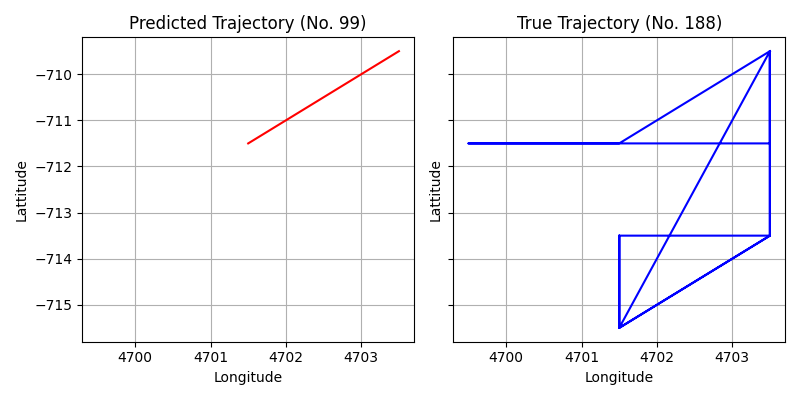 Predicted Trajectory (No. 99)
True Trajectory (No. 188)
−710
−711
−712
−713
−714
−715
Lattitude
Lattitude
4700 4701 4702 4703
4700 4701 4702 4703
Longitude
Longitude